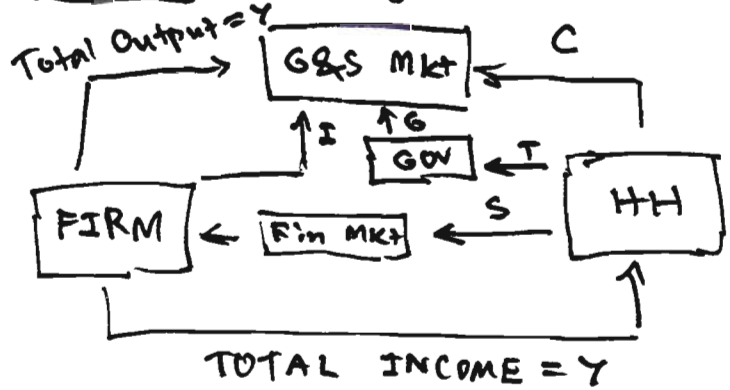 Total Output = Y
G&S Mkt
C
I
G
GOV
T
HH
FIRM
Fin Mkt
S
TOTAL INCOME = Y